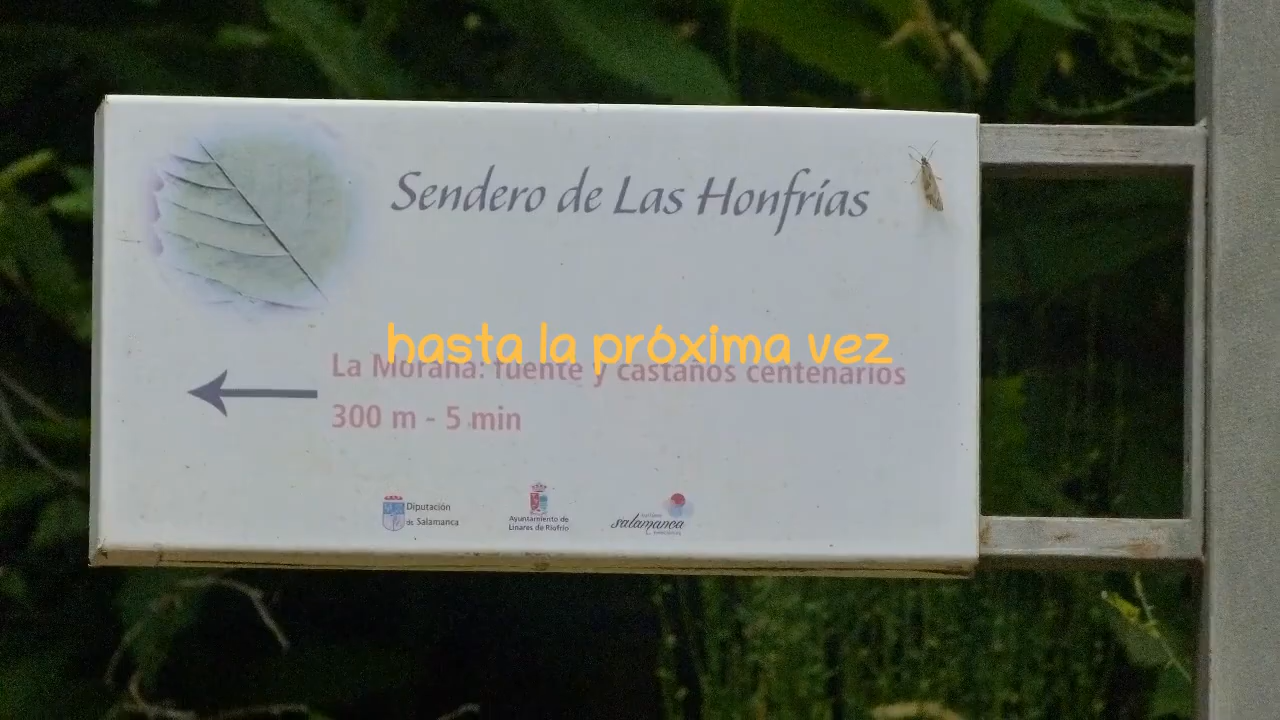 Sendero de Las Honfrías
hasta la próxima vez
La Moraña: fuente y castaños centenarios
300 m - 5 min
Diputación
de Salamanca
Ayuntamiento de
Linares de Riofrío
salamanca